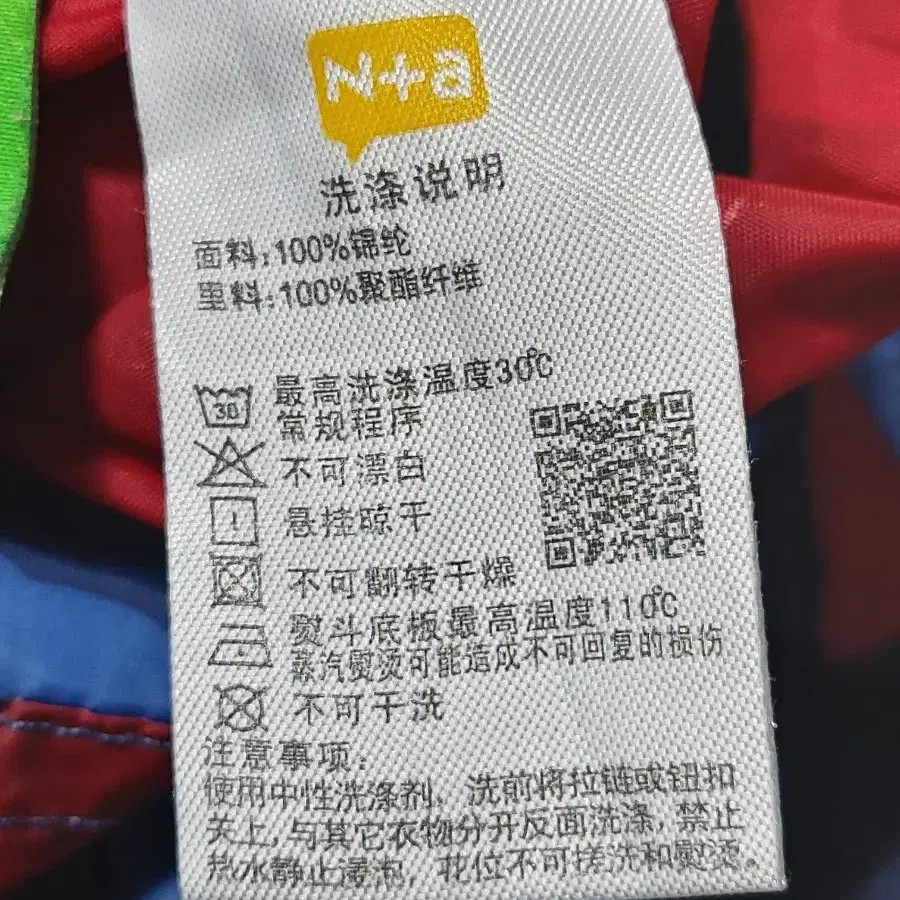 N+a
洗涤说明
面料:100%锦纶
里料:100%聚酯纤维
30
最高洗涤温度30℃
常规程序
不可漂白
悬挂晾干
不可翻转干燥
熨斗底板最高温度110℃
蒸汽熨烫可能造成不可回复的损伤
不可干洗
注意事项:
使用中性洗涤剂, 洗前将拉链或钮扣
关上,与其它衣物分开反面洗涤,禁止
热水静止浸泡, 花位不可搓洗和熨烫。